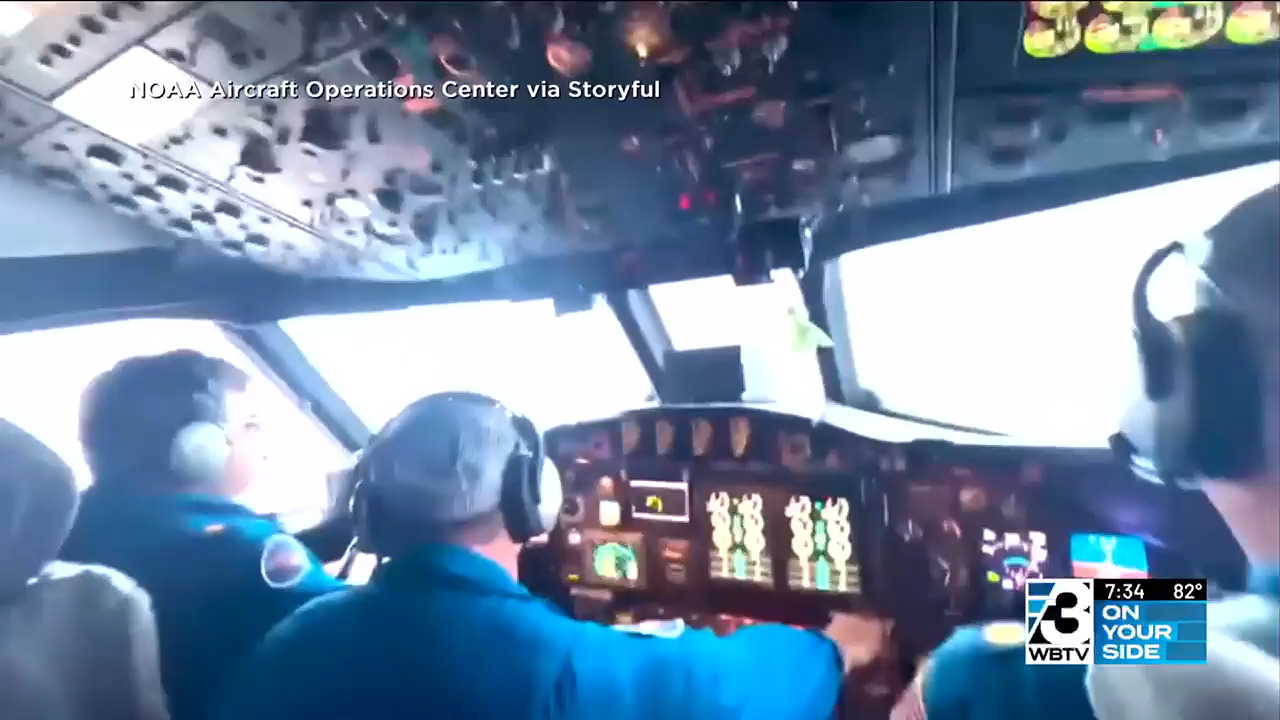 NOAA Aircraft Operations Center via Storyful
3
WBTV
7:34 82°
ON
YOUR
SIDE